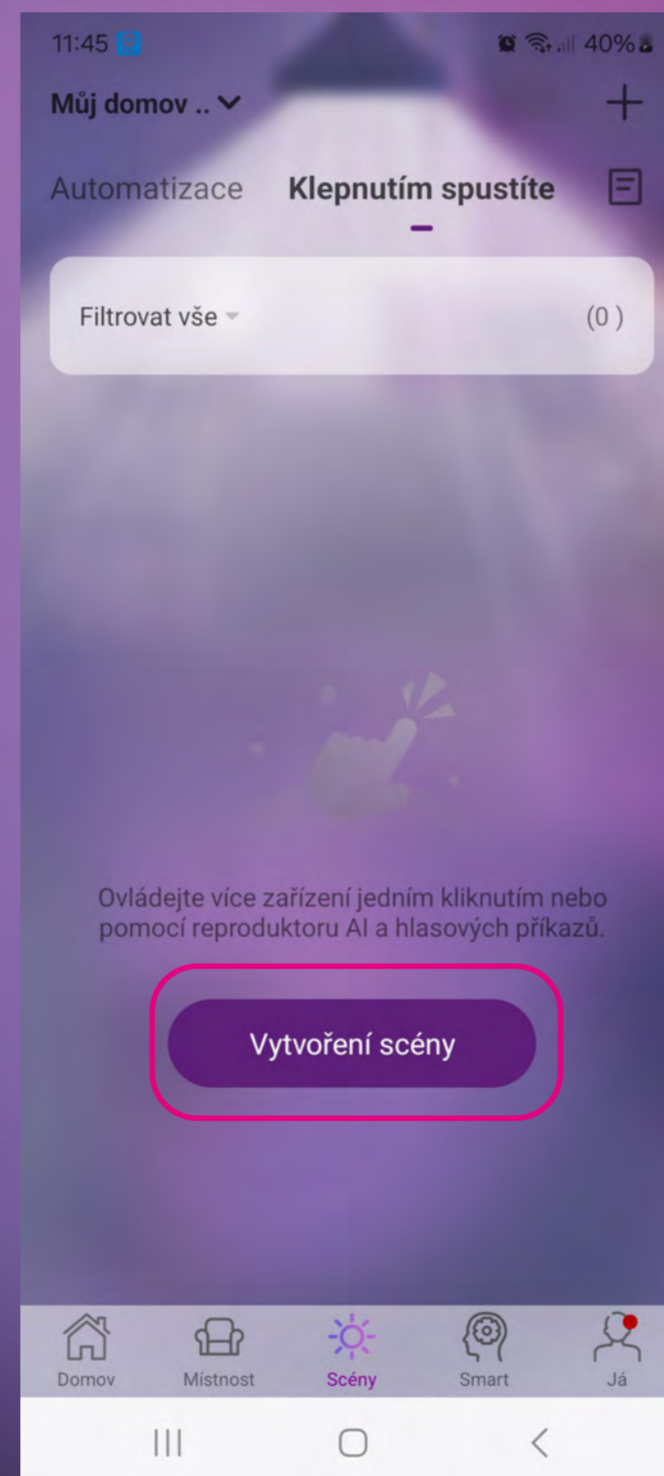 11:45 40%
Můj domov ..
Automatizace Klepnutím spustíte
Filtrovat vše (0 )
Ovládejte více zařízení jedním kliknutím nebo
pomocí reproduktoru AI a hlasových příkazů.
Vytvoření scény
Domov Místnost Scény Smart Já